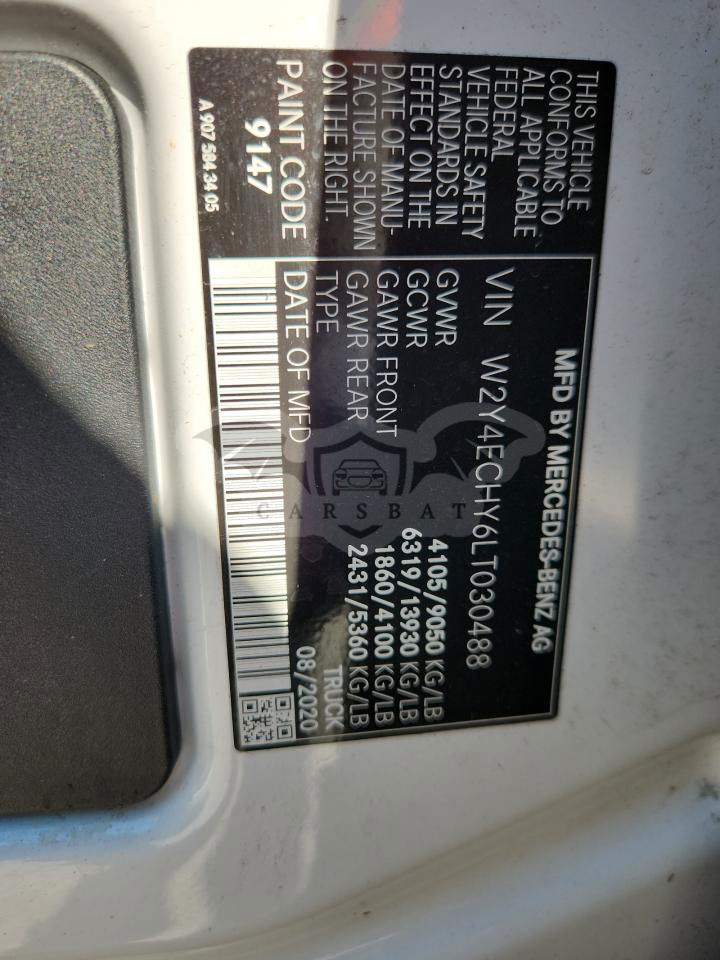 MFD BY MERCEDES-BENZ AG
VIN W2Y4ECHY6LT030488
GVWR 4105/9050 KG/LB
GCWR 6319/13930 KG/LB
GAWR FRONT 1860/4100 KG/LB
GAWR REAR 2431/5360 KG/LB
TYPE TRUCK
DATE OF MFD 08/2020
THIS VEHICLE
CONFORMS TO
ALL APPLICABLE
FEDERAL
VEHICLE SAFETY
STANDARDS IN
EFFECT ON THE
DATE OF MANU-
FACTURE SHOWN
ON THE RIGHT.
PAINT CODE
9147
A 907 584 34 05
CARSBAT